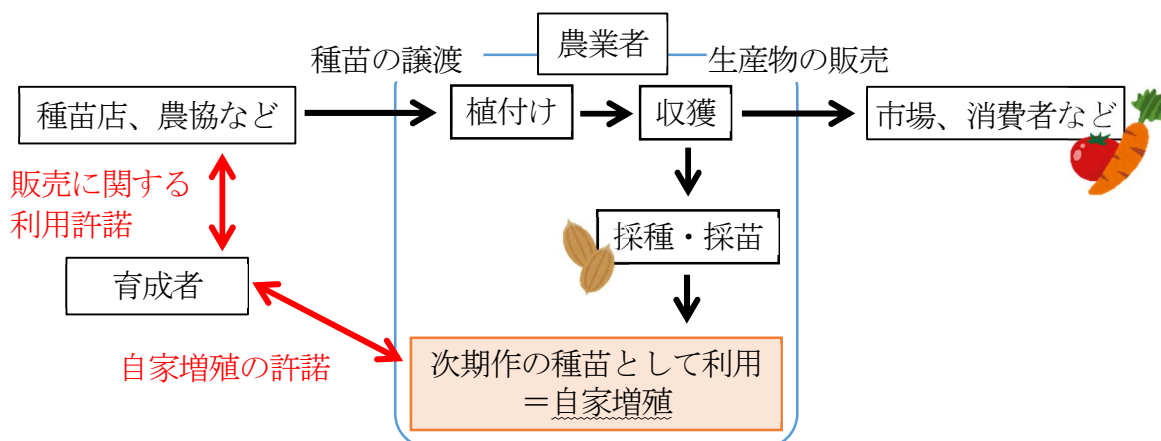 農業者
種苗の譲渡
生産物の販売
種苗店、農協など
植付け
収獲
市場、消費者など
販売に関する
利用許諾
採種・採苗
育成者
自家増殖の許諾
次期作の種苗として利用
＝自家増殖